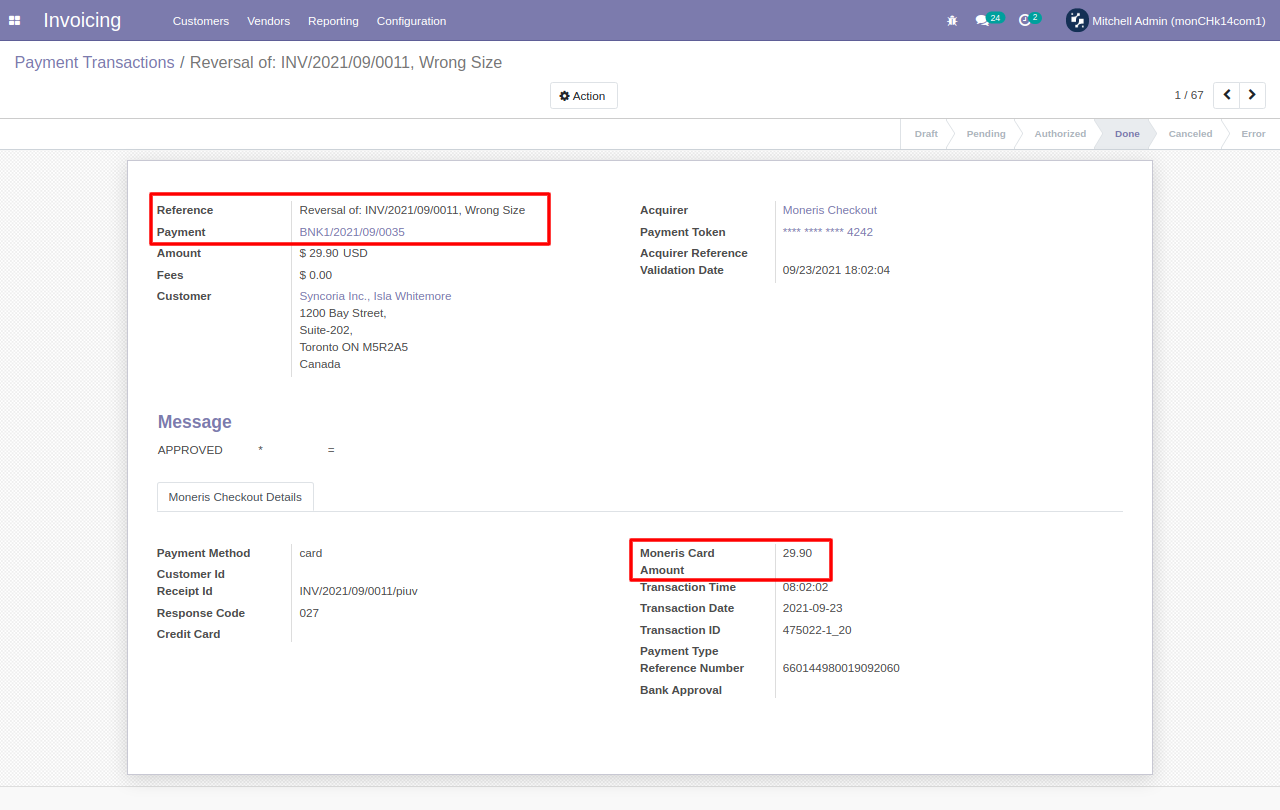 Invoicing
Customers Vendors Reporting Configuration
24 2 Mitchell Admin (monCHk14com1)
Payment Transactions / Reversal of: INV/2021/09/0011, Wrong Size
Action
1 / 67
Draft Pending Authorized Done Canceled Error
Reference Reversal of: INV/2021/09/0011, Wrong Size
Payment BNK1/2021/09/0035
Amount $ 29.90 USD
Fees $ 0.00
Customer Syncoria Inc., Isla Whitemore
1200 Bay Street,
Suite-202,
Toronto ON M5R2A5
Canada
Acquirer Moneris Checkout
Payment Token **** **** **** 4242
Acquirer Reference
Validation Date 09/23/2021 18:02:04
Message
APPROVED * =
Moneris Checkout Details
Payment Method card
Customer Id
Receipt Id INV/2021/09/0011/piuv
Response Code 027
Credit Card
Moneris Card 29.90
Amount
Transaction Time 08:02:02
Transaction Date 2021-09-23
Transaction ID 475022-1_20
Payment Type
Reference Number 660144980019092060
Bank Approval